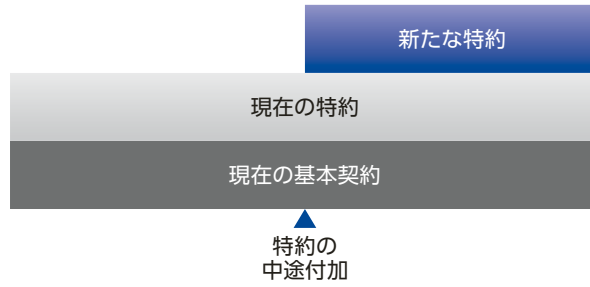 新たな特約
現在の特約
現在の基本契約
特約の
中途付加